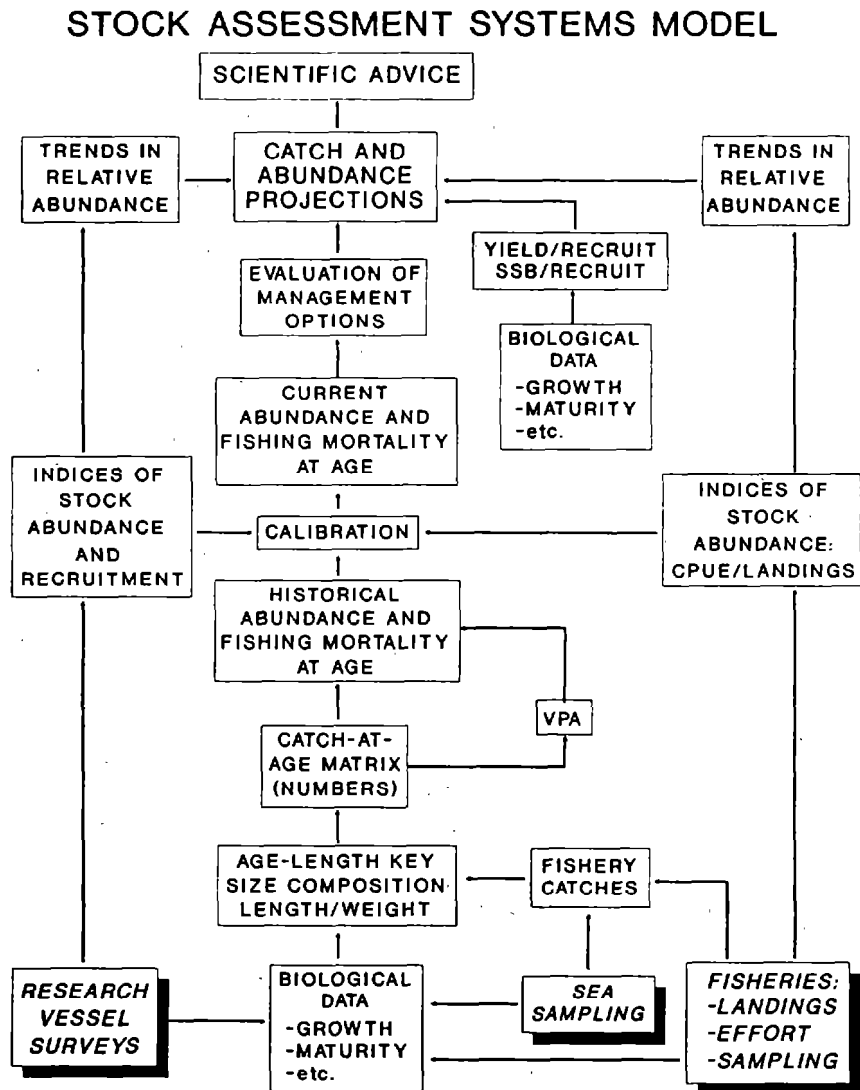 STOCK ASSESSMENT SYSTEMS MODEL
SCIENTIFIC ADVICE
TRENDS IN
RELATIVE
ABUNDANCE
CATCH AND
ABUNDANCE
PROJECTIONS
TRENDS IN
RELATIVE
ABUNDANCE
YIELD/RECRUIT
SSB/RECRUIT
EVALUATION OF
MANAGEMENT
OPTIONS
BIOLOGICAL
DATA
-GROWTH
-MATURITY
-etc.
CURRENT
ABUNDANCE AND
FISHING MORTALITY
AT AGE
INDICES OF
STOCK
ABUNDANCE
AND
RECRUITMENT
CALIBRATION
INDICES OF
STOCK
ABUNDANCE:
CPUE/LANDINGS
HISTORICAL
ABUNDANCE AND
FISHING MORTALITY
AT AGE
VPA
CATCH-AT-
AGE MATRIX
(NUMBERS)
AGE-LENGTH KEY
SIZE COMPOSITION
LENGTH/WEIGHT
FISHERY
CATCHES
RESEARCH
VESSEL
SURVEYS
BIOLOGICAL
DATA
-GROWTH
-MATURITY
-etc.
SEA
SAMPLING
FISHERIES:
-LANDINGS
-EFFORT
-SAMPLING